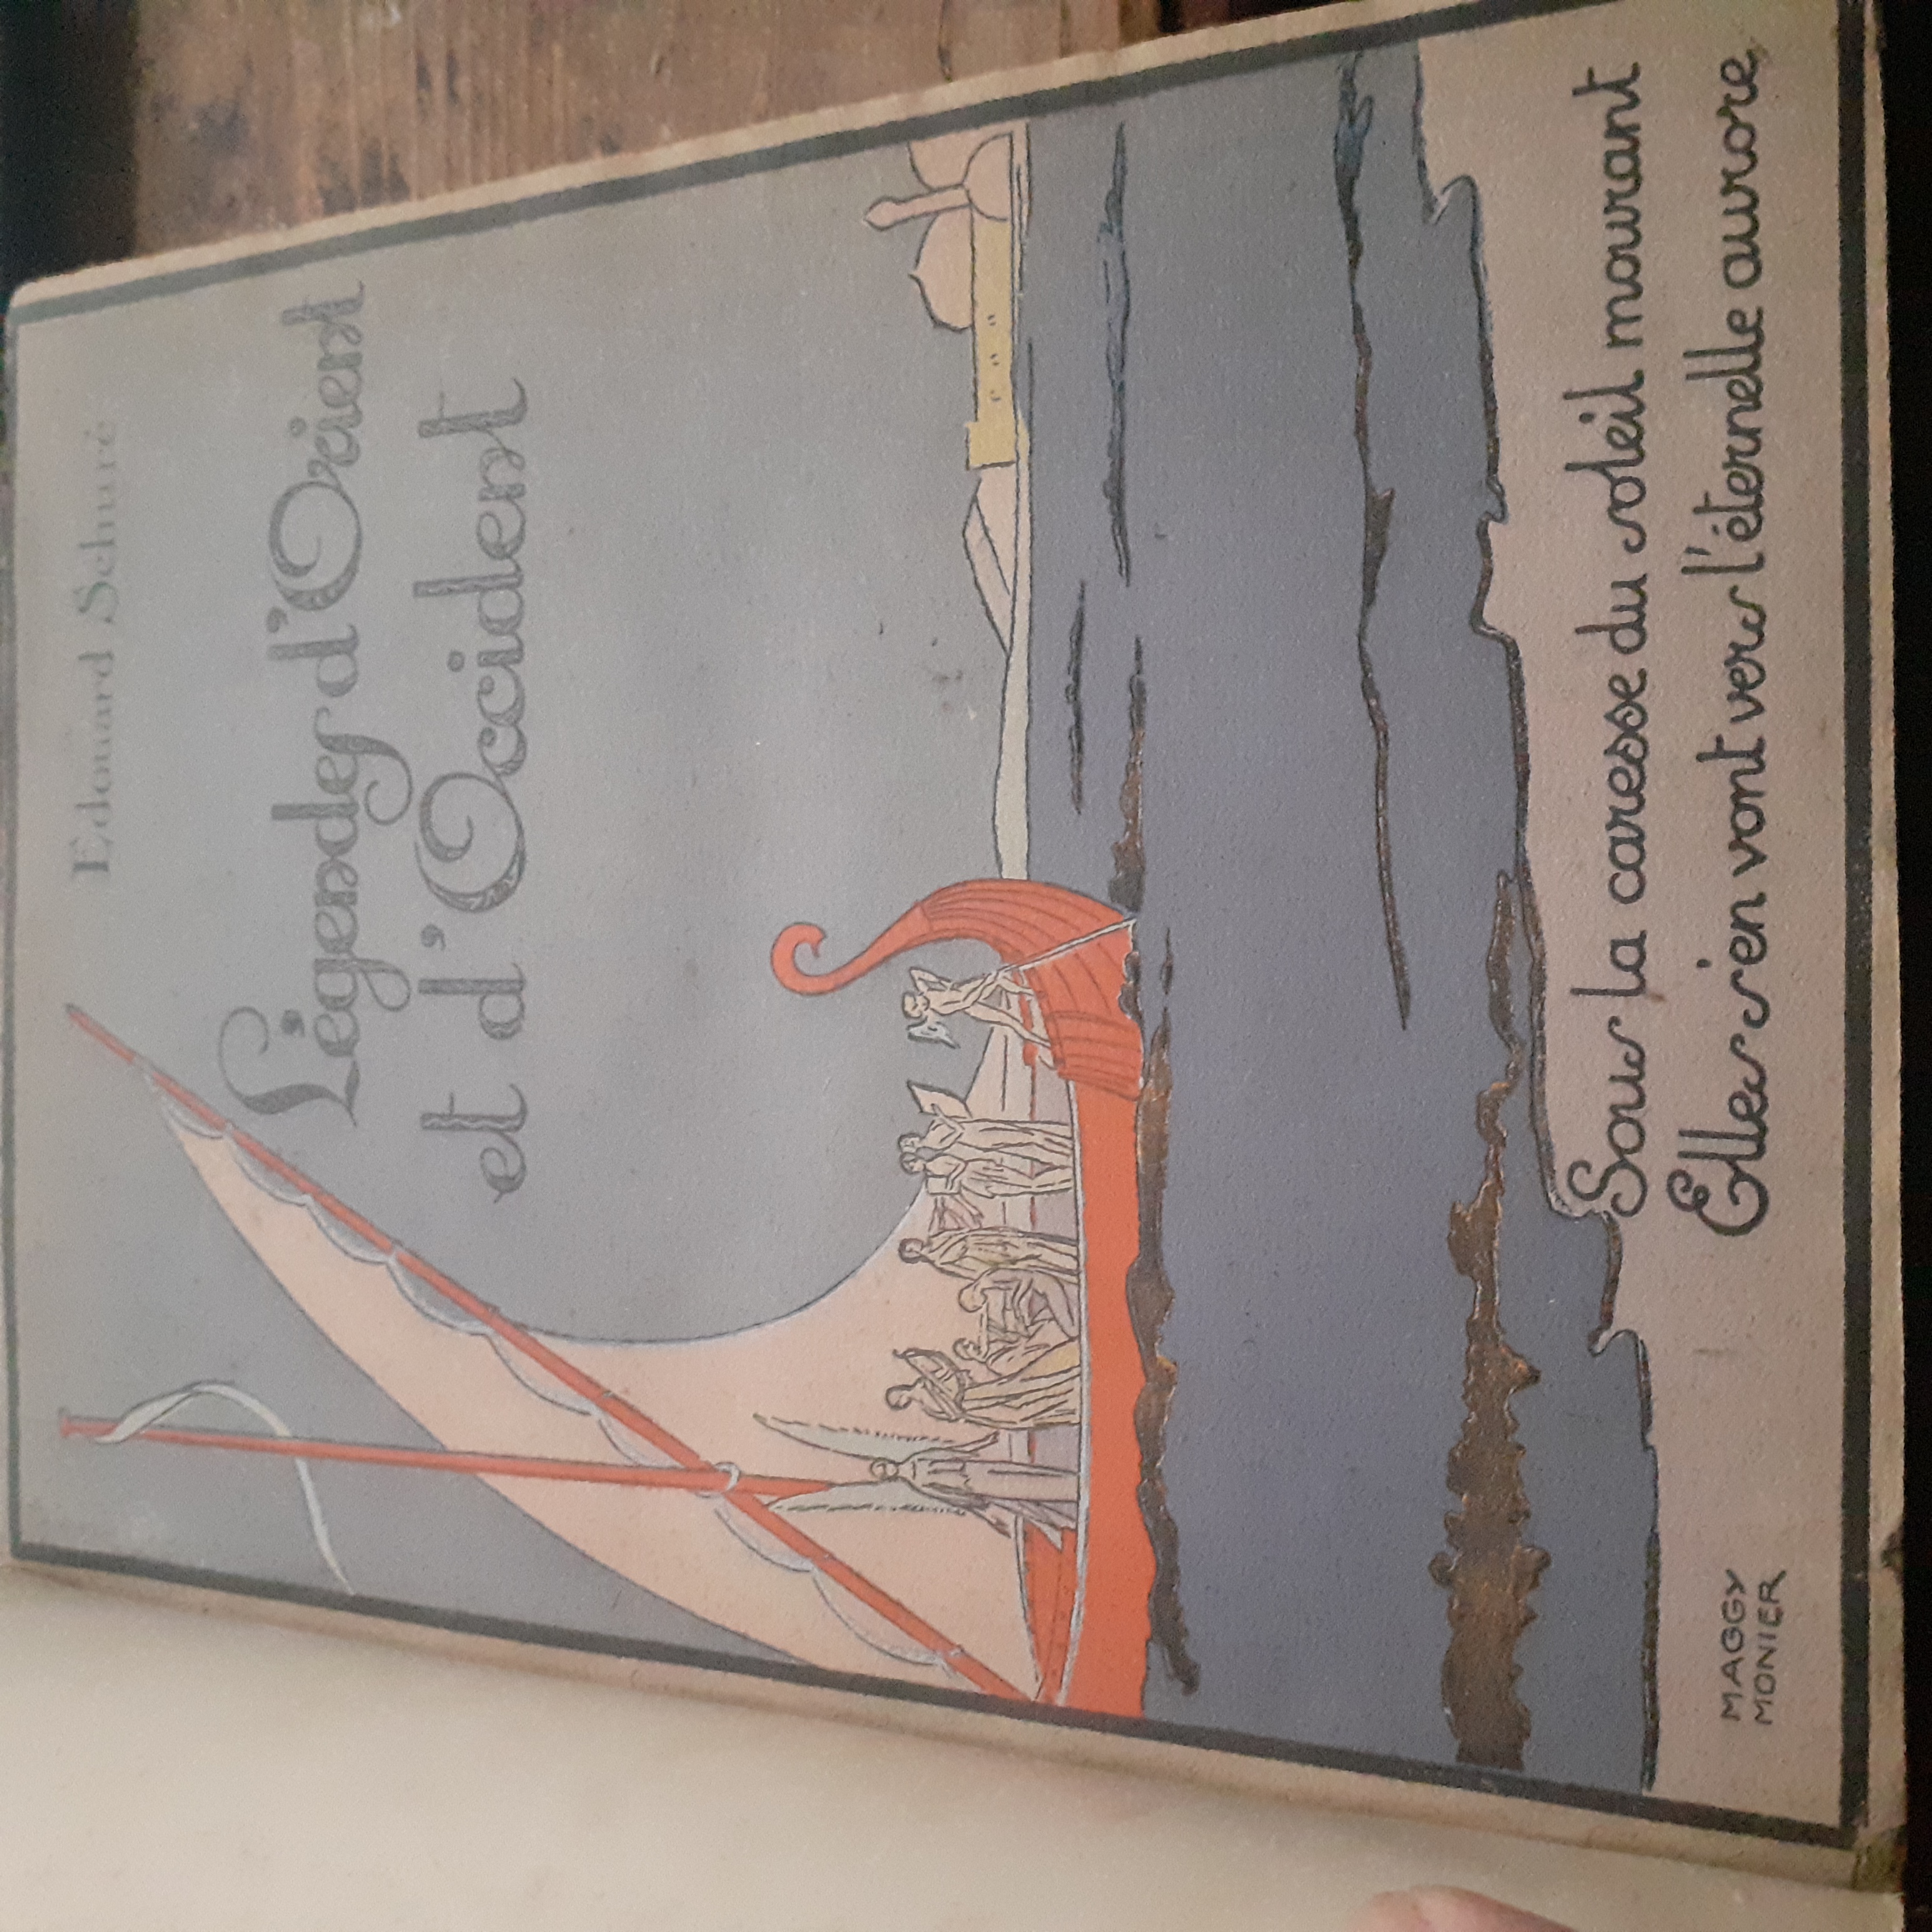 Edouard Schuré
Légendes d'Orient
et d'Occident
Sous la caresse du soleil mourant
Elles s'en vont vers l'éternelle aurore
MAGGY
MONIER